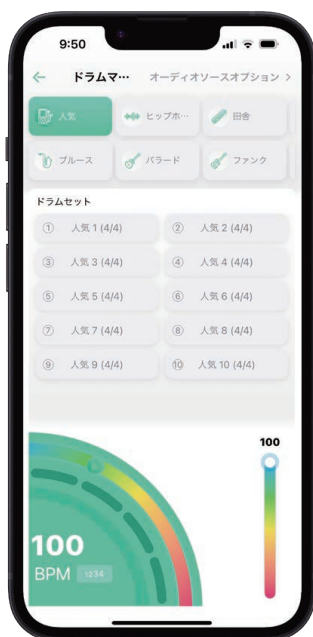 9:50
← ドラムマ… オーディオソースオプション >
人気 ヒップホ… 田舎
ブルース バラード ファンク
ドラムセット
① 人気 1 (4/4) ② 人気 2 (4/4)
③ 人気 3 (4/4) ④ 人気 4 (4/4)
⑤ 人気 5 (4/4) ⑥ 人気 6 (4/4)
⑦ 人気 7 (4/4) ⑧ 人気 8 (4/4)
⑨ 人気 9 (4/4) ⑩ 人気 10 (4/4)
100
100
BPM 1234